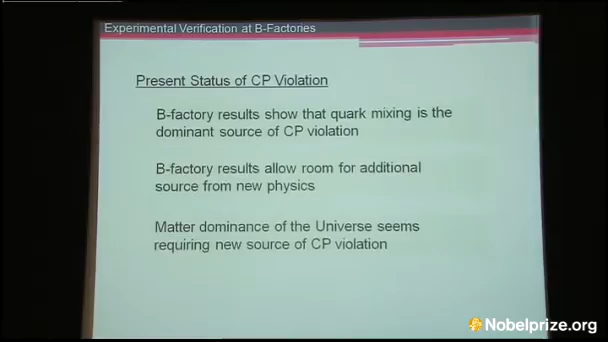 Experimental Verification at B-Factories
Present Status of CP Violation
B-factory results show that quark mixing is the
dominant source of CP violation
B-factory results allow room for additional
source from new physics
Matter dominance of the Universe seems
requiring new source of CP violation
Nobelprize.org